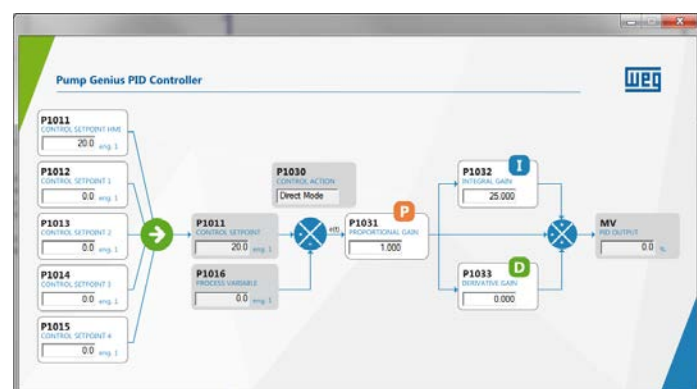 Pump Genius PID Controller
WEG
P1011
CONTROL SETPOINT HMI
20.0 eng. 1
P1012
CONTROL SETPOINT 1
0.0 eng. 1
P1013
CONTROL SETPOINT 2
0.0 eng. 1
P1014
CONTROL SETPOINT 3
0.0 eng. 1
P1015
CONTROL SETPOINT 4
0.0 eng. 1
P1011
CONTROL SETPOINT
20.0 eng. 1
P1016
PROCESS VARIABLE
0.0 eng. 1
P1030
CONTROL ACTION
Direct Mode
e(t)
P
P1031
PROPORTIONAL GAIN
1.000
I
P1032
INTEGRAL GAIN
25.000
D
P1033
DERIVATIVE GAIN
0.000
MV
PID OUTPUT
0.0 %